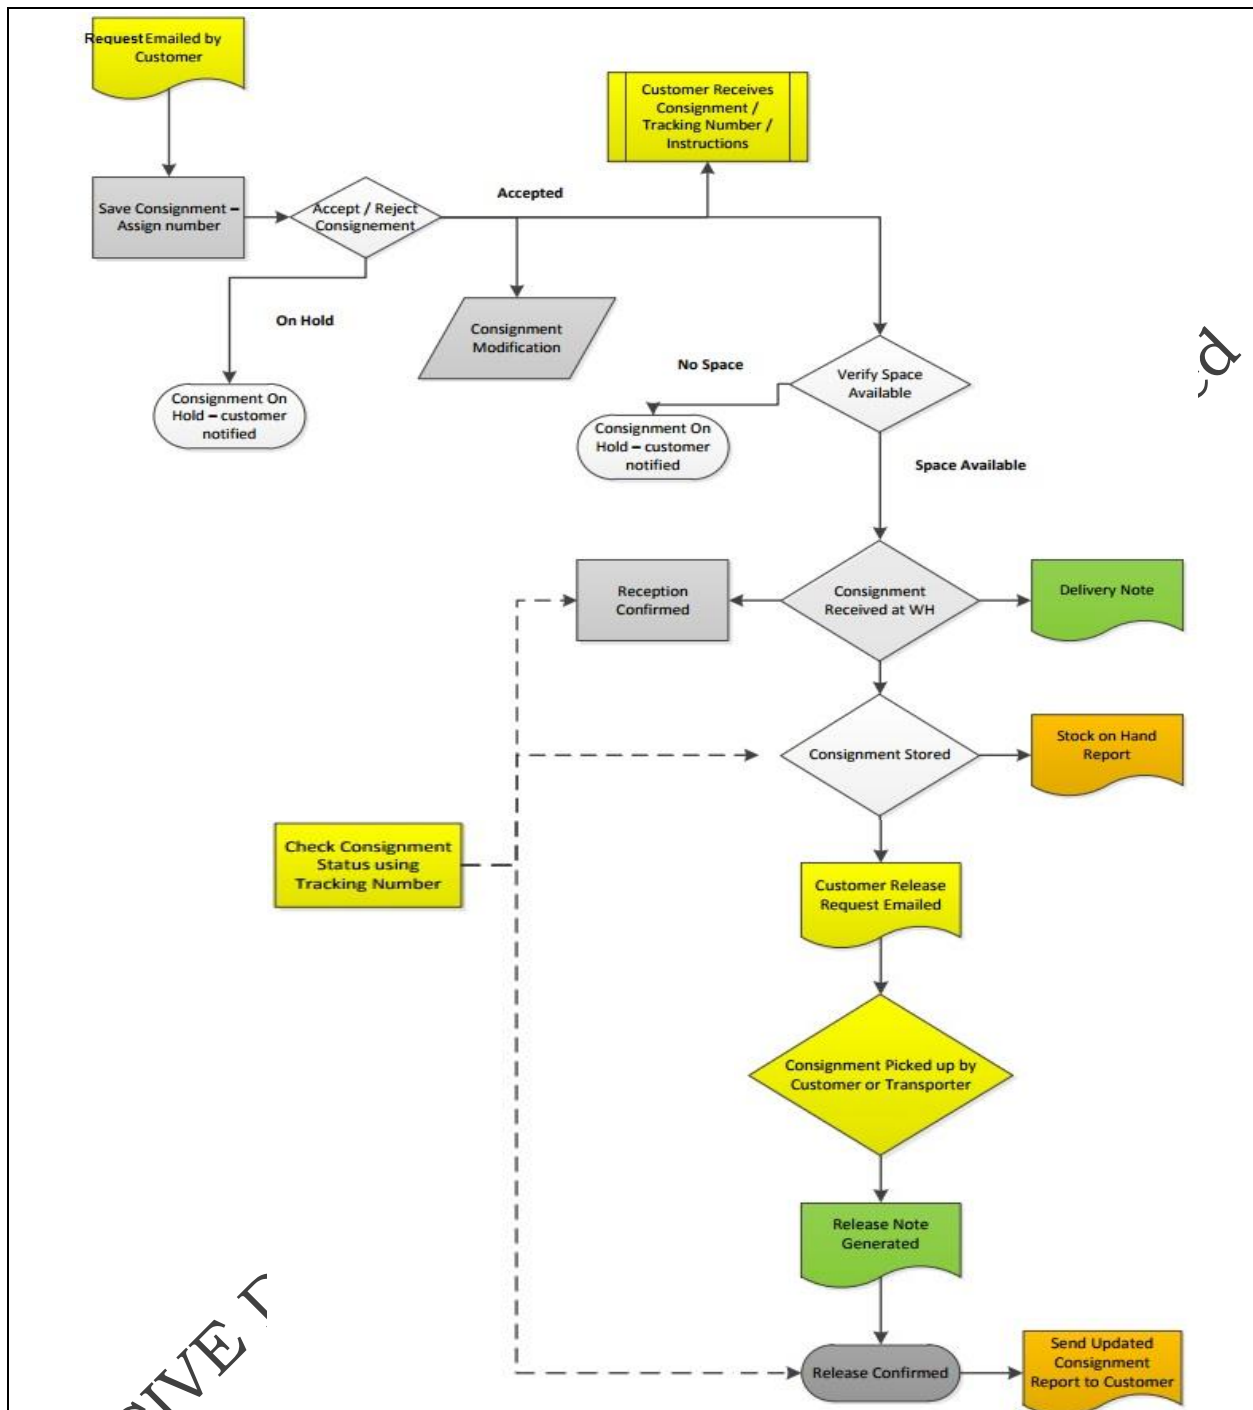 Request Emailed by
Customer
Customer Receives
Consignment /
Tracking Number /
Instructions
Save Consignment –
Assign number
Accept / Reject
Consignement
Accepted
On Hold
Consignment
Modification
Consignment On
Hold – customer
notified
No Space
Verify Space
Available
Consignment On
Hold – customer
notified
Space Available
Reception
Confirmed
Consignment
Received at WH
Delivery Note
Consignment Stored
Stock on Hand
Report
Check Consignment
Status using
Tracking Number
Customer Release
Request Emailed
Consignment Picked up by
Customer or Transporter
Release Note
Generated
Release Confirmed
Send Updated
Consignment
Report to Customer